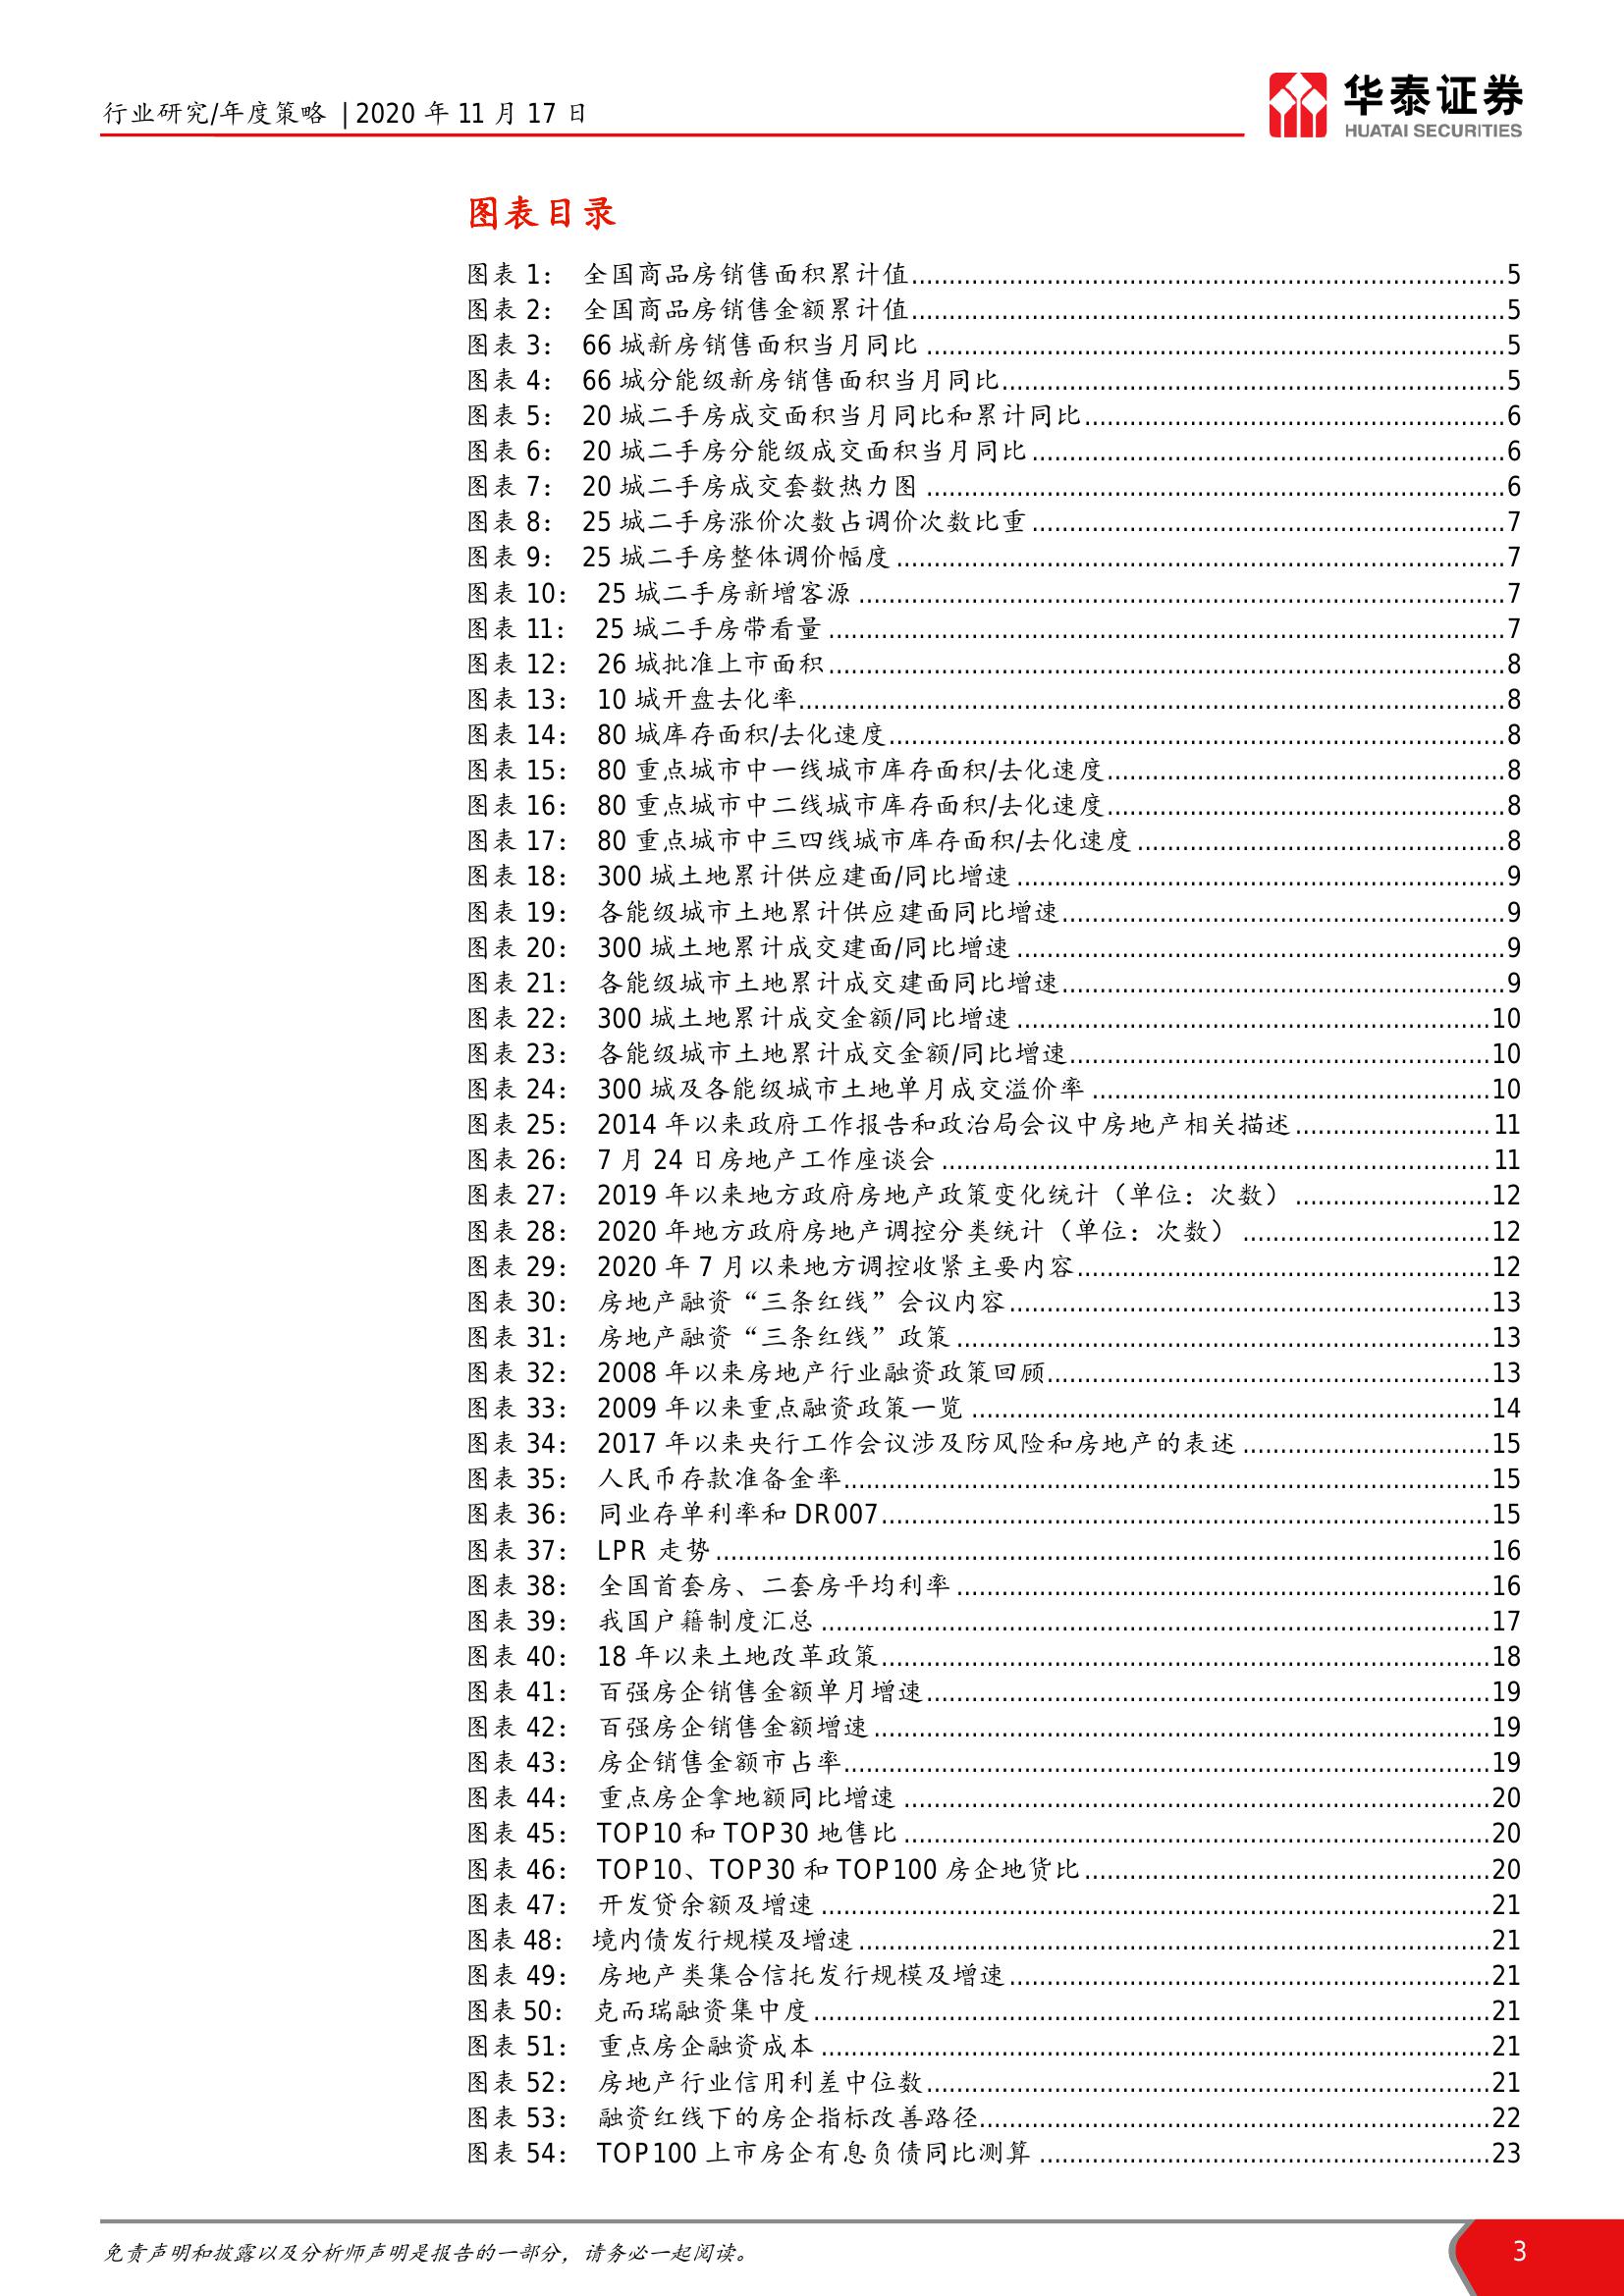 行业研究/年度策略 | 2020 年 11 月 17 日
华泰证券
HUATAI SECURITIES
图表目录
图表 1： 全国商品房销售面积累计值 5
图表 2： 全国商品房销售金额累计值 5
图表 3： 66 城新房销售面积当月同比 5
图表 4： 66 城分能级新房销售面积当月同比 5
图表 5： 20 城二手房成交面积当月同比和累计同比 6
图表 6： 20 城二手房分能级成交面积当月同比 6
图表 7： 20 城二手房成交套数热力图 6
图表 8： 25 城二手房涨价次数占调价次数比重 7
图表 9： 25 城二手房整体调价幅度 7
图表 10： 25 城二手房新增客源 7
图表 11： 25 城二手房带看量 7
图表 12： 26 城批准上市面积 8
图表 13： 10 城开盘去化率 8
图表 14： 80 城库存面积/去化速度 8
图表 15： 80 重点城市中一线城市库存面积/去化速度 8
图表 16： 80 重点城市中二线城市库存面积/去化速度 8
图表 17： 80 重点城市中三四线城市库存面积/去化速度 8
图表 18： 300 城土地累计供应建面/同比增速 9
图表 19： 各能级城市土地累计供应建面同比增速 9
图表 20： 300 城土地累计成交建面/同比增速 9
图表 21： 各能级城市土地累计成交建面同比增速 9
图表 22： 300 城土地累计成交金额/同比增速 10
图表 23： 各能级城市土地累计成交金额/同比增速 10
图表 24： 300 城及各能级城市土地单月成交溢价率 10
图表 25： 2014 年以来政府工作报告和政治局会议中房地产相关描述 11
图表 26： 7 月 24 日房地产工作座谈会 11
图表 27： 2019 年以来地方政府房地产政策变化统计（单位：次数） 12
图表 28： 2020 年地方政府房地产调控分类统计（单位：次数） 12
图表 29： 2020 年 7 月以来地方调控收紧主要内容 12
图表 30： 房地产融资“三条红线”会议内容 13
图表 31： 房地产融资“三条红线”政策 13
图表 32： 2008 年以来房地产行业融资政策回顾 13
图表 33： 2009 年以来重点融资政策一览 14
图表 34： 2017 年以来央行工作会议涉及防风险和房地产的表述 15
图表 35： 人民币存款准备金率 15
图表 36： 同业存单利率和 DR007 15
图表 37： LPR 走势 16
图表 38： 全国首套房、二套房平均利率 16
图表 39： 我国户籍制度汇总 17
图表 40： 18 年以来土地改革政策 18
图表 41： 百强房企销售金额单月增速 19
图表 42： 百强房企销售金额增速 19
图表 43： 房企销售金额市占率 19
图表 44： 重点房企拿地额同比增速 20
图表 45： TOP10 和 TOP30 地售比 20
图表 46： TOP10、TOP30 和 TOP100 房企地货比 20
图表 47： 开发贷余额及增速 21
图表 48： 境内债发行规模及增速 21
图表 49： 房地产类集合信托发行规模及增速 21
图表 50： 克而瑞融资集中度 21
图表 51： 重点房企融资成本 21
图表 52： 房地产行业信用利差中位数 21
图表 53： 融资红线下的房企指标改善路径 22
图表 54： TOP100 上市房企有息负债同比测算 23
免责声明和披露以及分析师声明是报告的一部分，请务必一起阅读。
3